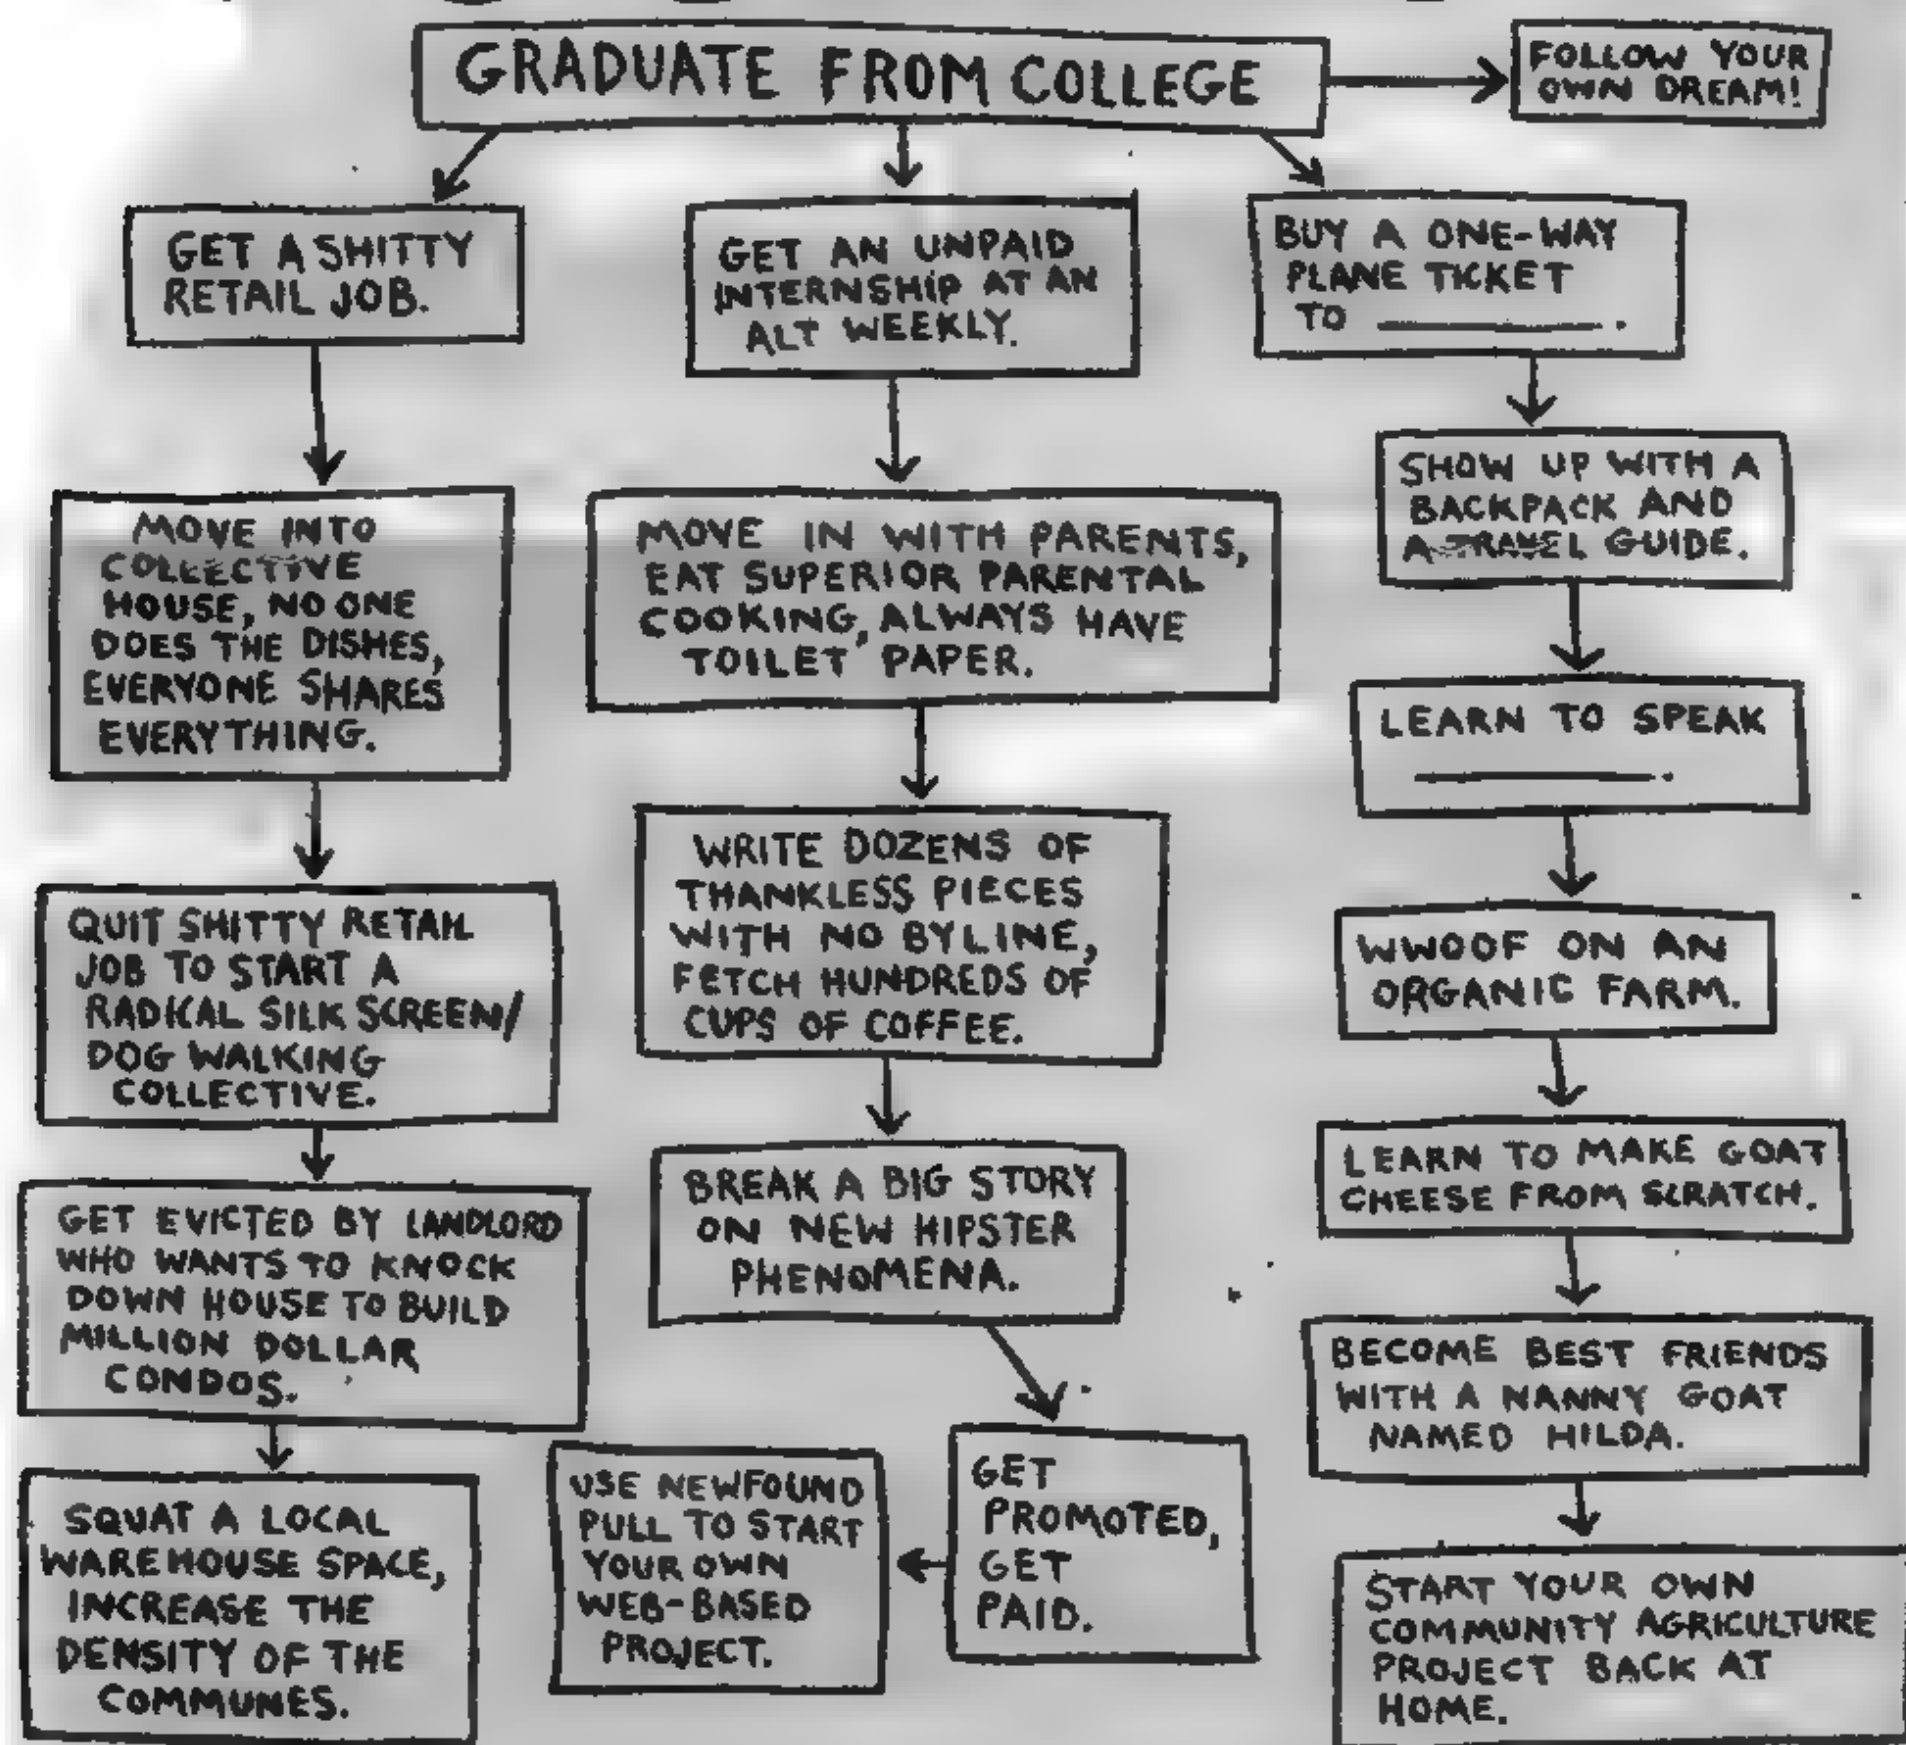 GRADUATE FROM COLLEGE
FOLLOW YOUR
OWN DREAM!
GET A SHITTY
RETAIL JOB.
MOVE INTO
COLLECTIVE
HOUSE, NO ONE
DOES THE DISHES,
EVERYONE SHARES
EVERYTHING.
QUIT SHITTY RETAIL
JOB TO START A
RADICAL SILK SCREEN/
DOG WALKING
COLLECTIVE.
GET EVICTED BY LANDLORD
WHO WANTS TO KNOCK
DOWN HOUSE TO BUILD
MILLION DOLLAR
CONDOS.
SQUAT A LOCAL
WAREHOUSE SPACE,
INCREASE THE
DENSITY OF THE
COMMUNES.
GET AN UNPAID
INTERNSHIP AT AN
ALT WEEKLY.
MOVE IN WITH PARENTS,
EAT SUPERIOR PARENTAL
COOKING, ALWAYS HAVE
TOILET PAPER.
WRITE DOZENS OF
THANKLESS PIECES
WITH NO BYLINE,
FETCH HUNDREDS OF
CUPS OF COFFEE.
BREAK A BIG STORY
ON NEW HIPSTER
PHENOMENA.
GET
PROMOTED,
GET
PAID.
USE NEWFOUND
PULL TO START
YOUR OWN
WEB-BASED
PROJECT.
BUY A ONE-WAY
PLANE TICKET
TO ________.
SHOW UP WITH A
BACKPACK AND
A TRAVEL GUIDE.
LEARN TO SPEAK
________.
WWOOF ON AN
ORGANIC FARM.
LEARN TO MAKE GOAT
CHEESE FROM SCRATCH.
BECOME BEST FRIENDS
WITH A NANNY GOAT
NAMED HILDA.
START YOUR OWN
COMMUNITY AGRICULTURE
PROJECT BACK AT
HOME.